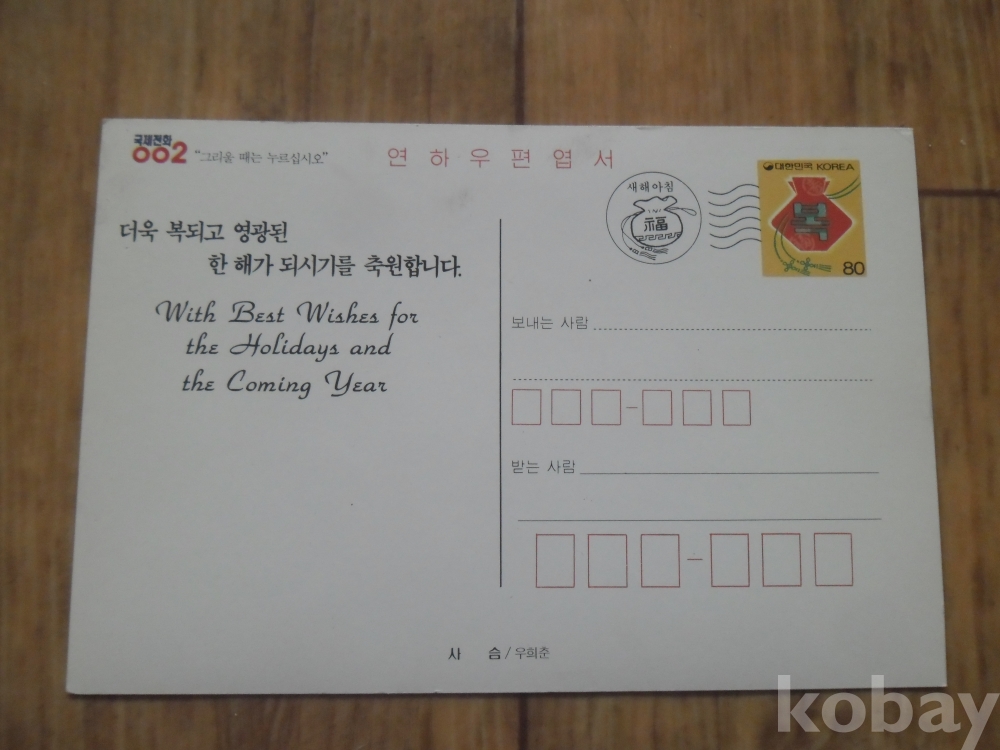 국제전화
002 "그리울 때는 누르십시오"
연하우편엽서
새해아침
福
대한민국 KOREA
복
80
더욱 복되고 영광된
한 해가 되시기를 축원합니다.
With Best Wishes for
the Holidays and
the Coming Year
보내는 사람
받는 사람
사 슴 / 우희춘
kobay